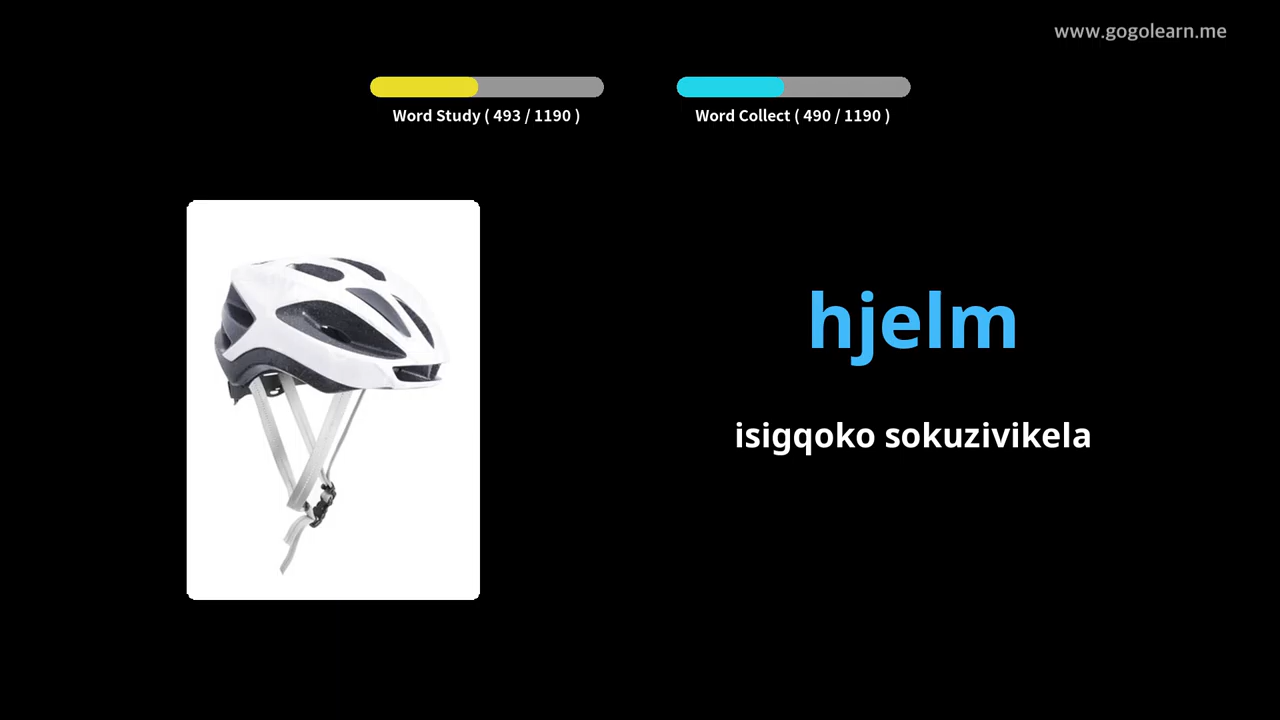 www.gogolearn.me
Word Study ( 493 / 1190 )
Word Collect ( 490 / 1190 )
hjelm
isigqoko sokuzivikela